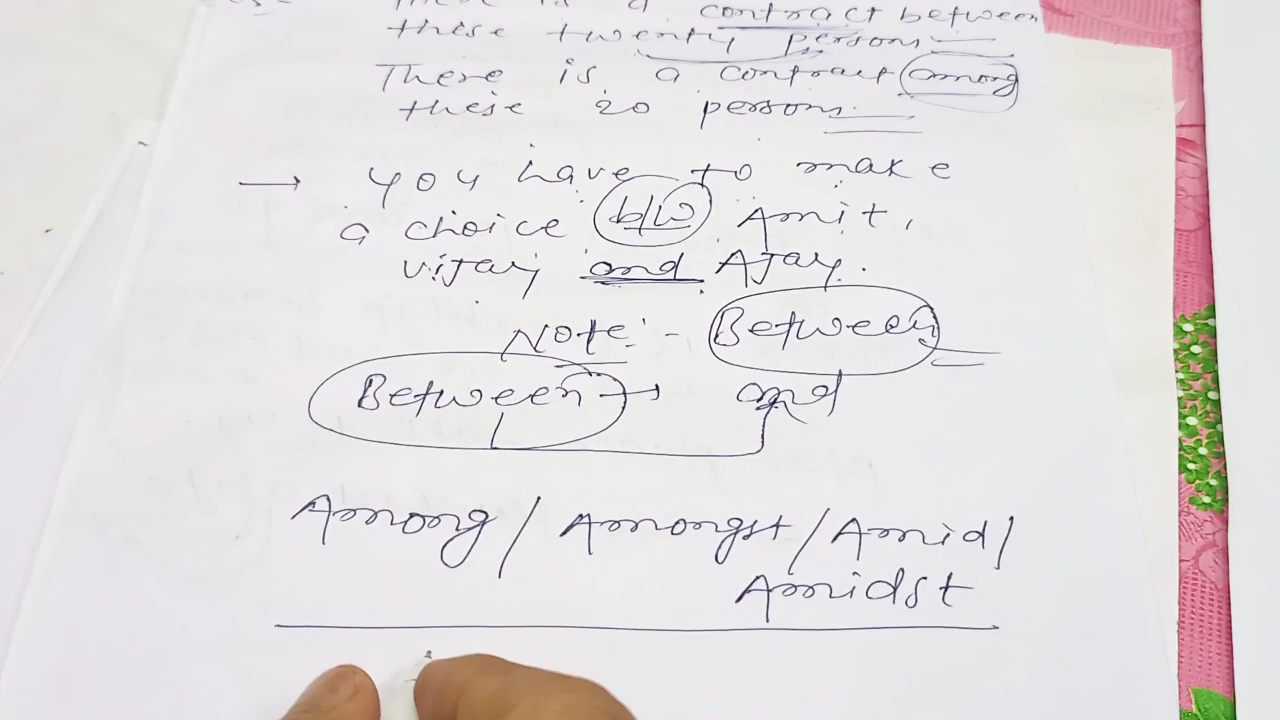 There is a contract between
these twenty persons
There is a contract among
these 20 persons.
→ You have to make
a choice b/w Amit,
Vijay and Ajay.
Note:- Between
Between → and
Among / Amongst / Amid /
Amidst